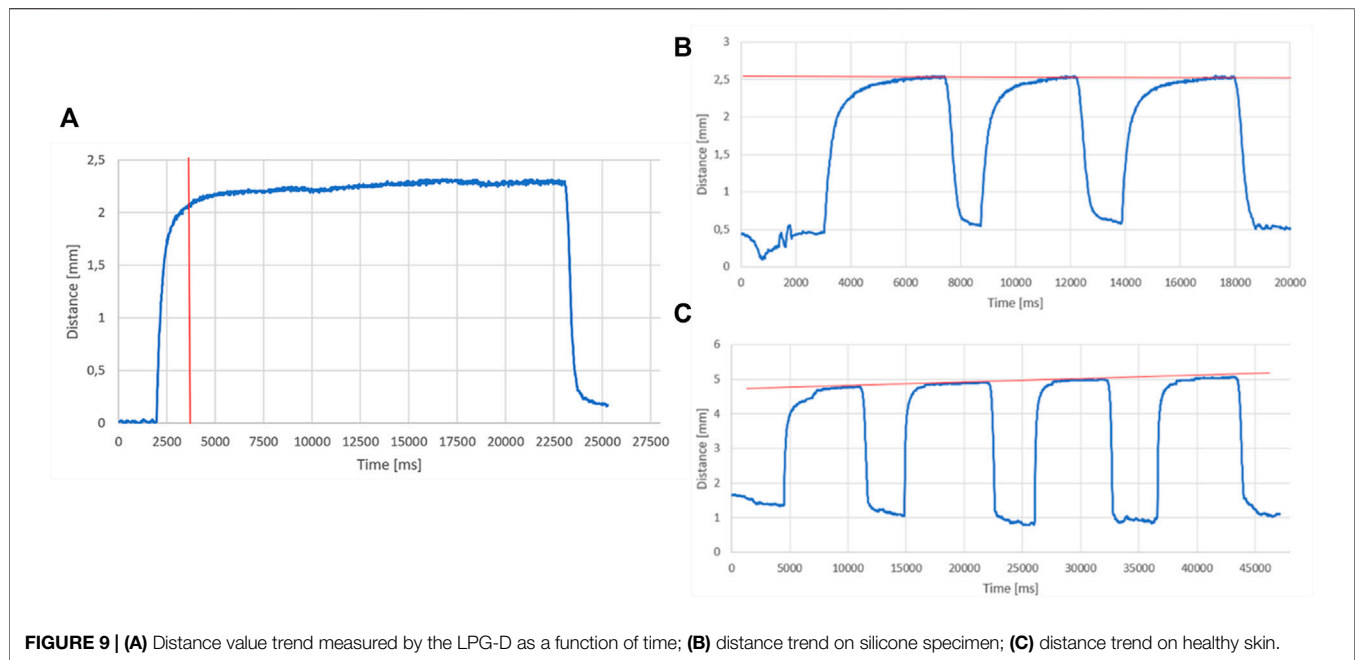 A
2,5
2
1,5
1
0,5
0
Distance [mm]
0 2500 5000 7500 10000 12500 15000 17500 20000 22500 25000 27500
Time [ms]
B
3
2,5
2
1,5
1
0,5
0
Distance [mm]
0 2000 4000 6000 8000 10000 12000 14000 16000 18000 20000
Time [ms]
C
6
5
4
3
2
1
0
Distance [mm]
0 5000 10000 15000 20000 25000 30000 35000 40000 45000
Time [ms]
FIGURE 9 | (A) Distance value trend measured by the LPG-D as a function of time; (B) distance trend on silicone specimen; (C) distance trend on healthy skin.